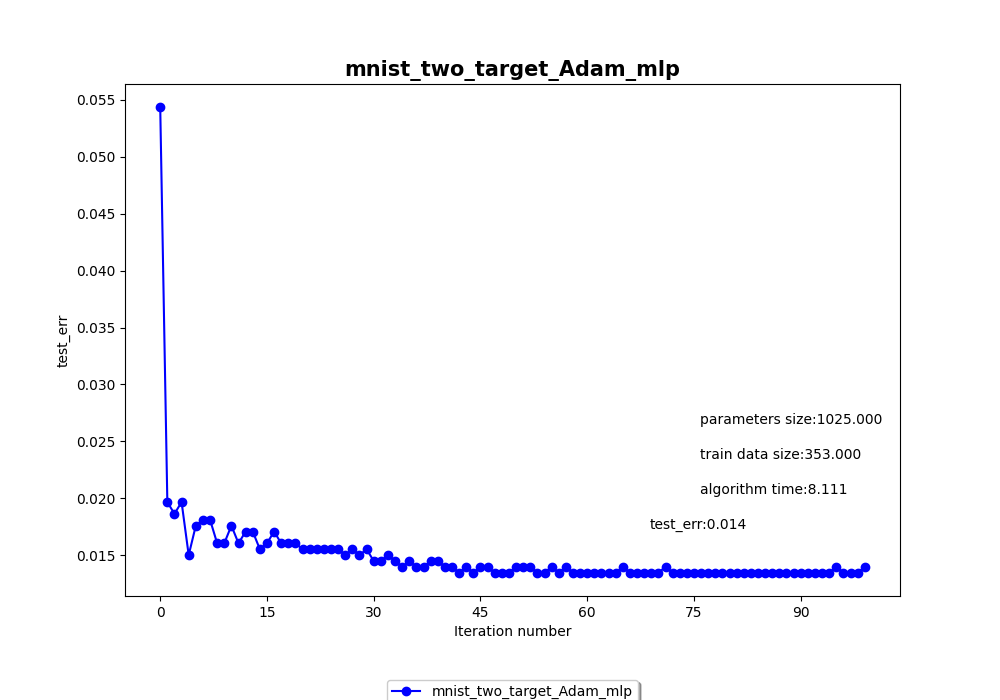 mnist_two_target_Adam_mlp
0.055
0.050
0.045
0.040
0.035
0.030
0.025
0.020
0.015
test_err
parameters size:1025.000
train data size:353.000
algorithm time:8.111
test_err:0.014
0 15 30 45 60 75 90
Iteration number
mnist_two_target_Adam_mlp